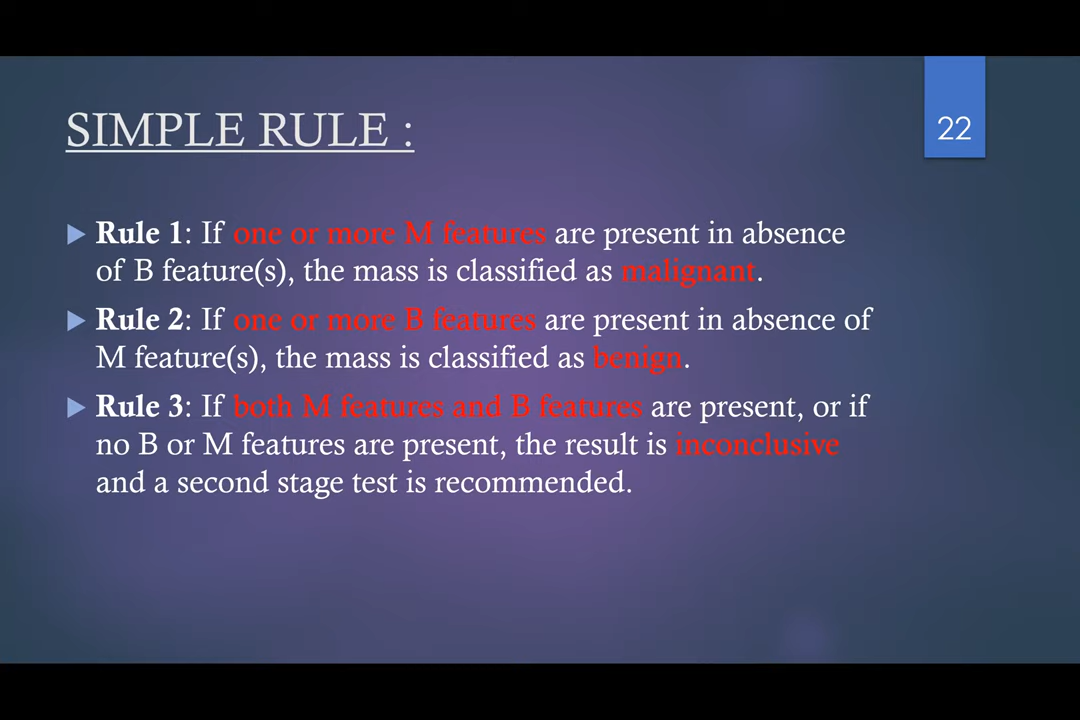 SIMPLE RULE :
22
Rule 1: If one or more M features are present in absence
of B feature(s), the mass is classified as malignant.
Rule 2: If one or more B features are present in absence of
M feature(s), the mass is classified as benign.
Rule 3: If both M features and B features are present, or if
no B or M features are present, the result is inconclusive
and a second stage test is recommended.